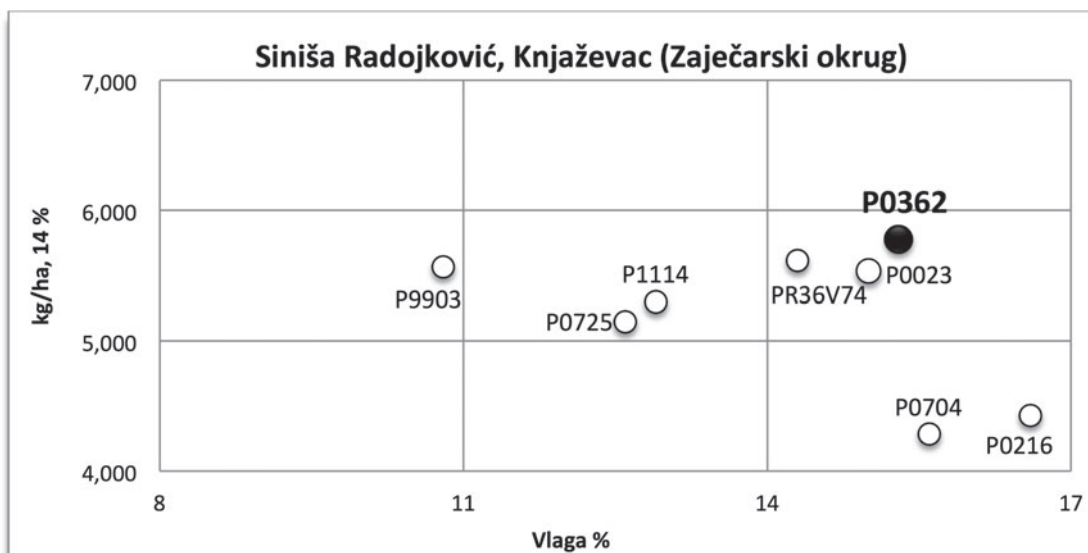 Siniša Radojković, Knjaževac (Zaječarski okrug)
7,000
6,000
5,000
4,000
kg/ha, 14 %
P0362
P9903
P1114
P0725
PR36V74
P0023
P0704
P0216
8
11
14
17
Vlaga %